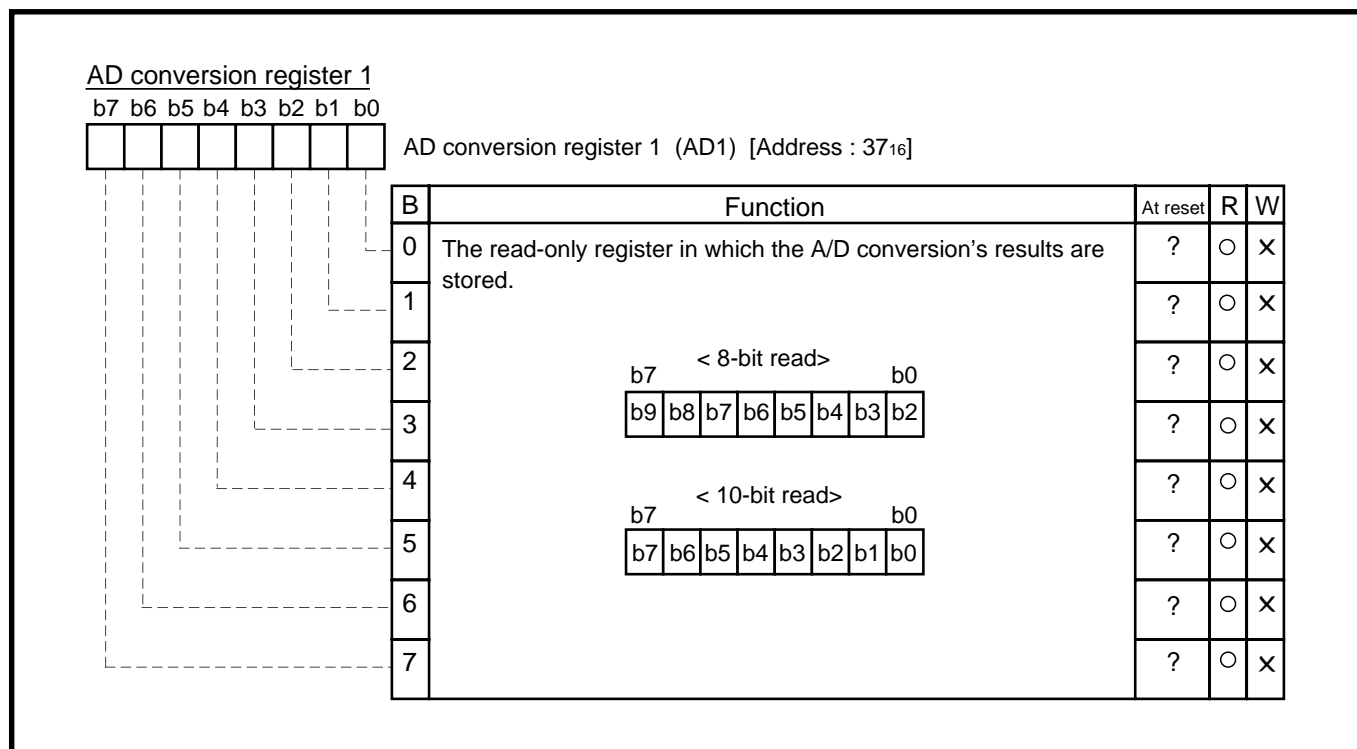 AD conversion register 1
b7 b6 b5 b4 b3 b2 b1 b0
AD conversion register 1 (AD1) [Address : 37₁₆]
B Function At reset R W
0 The read-only register in which the A/D conversion’s results are ? ○ ×
stored.
1 ? ○ ×
2 ? ○ ×
< 8-bit read>
b7 b0
b9 b8 b7 b6 b5 b4 b3 b2
3 ? ○ ×
4 ? ○ ×
< 10-bit read>
b7 b0
b7 b6 b5 b4 b3 b2 b1 b0
5 ? ○ ×
6 ? ○ ×
7 ? ○ ×